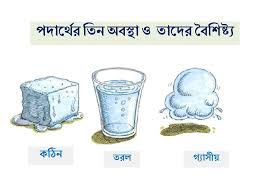 পদার্থের তিন অবস্থা ও তাদের বৈশিষ্ট্য
কঠিন
তরল
গ্যাসীয়